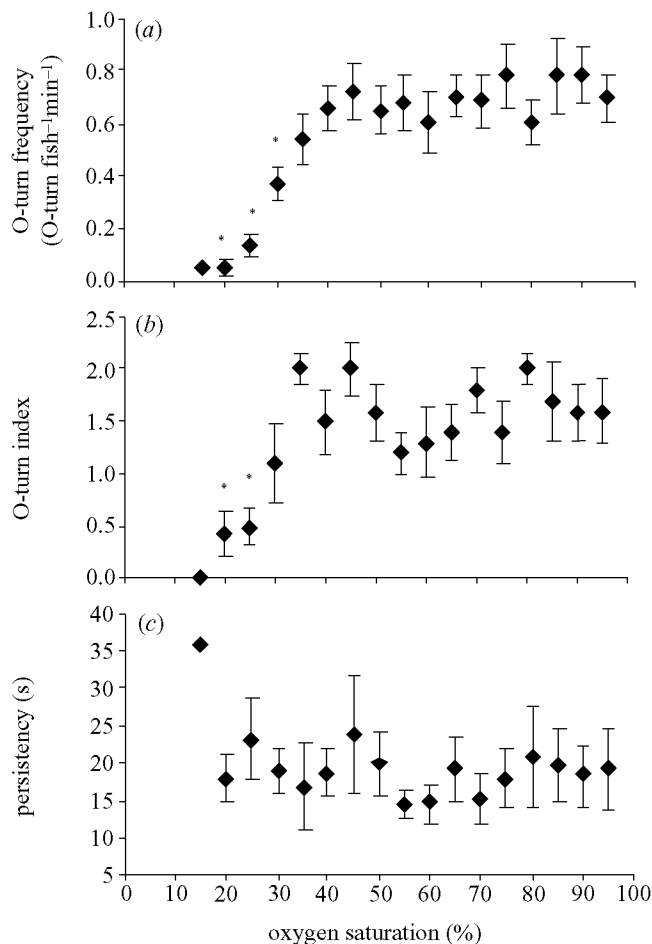 (a)
O-turn frequency
(O-turn fish⁻¹min⁻¹)
1.0
0.8
0.6
0.4
0.2
0.0
*
*
*
(b)
O-turn index
2.5
2.0
1.5
1.0
0.5
0.0
*
*
(c)
persistency (s)
40
35
30
25
20
15
10
5
0 10 20 30 40 50 60 70 80 90 100
oxygen saturation (%)